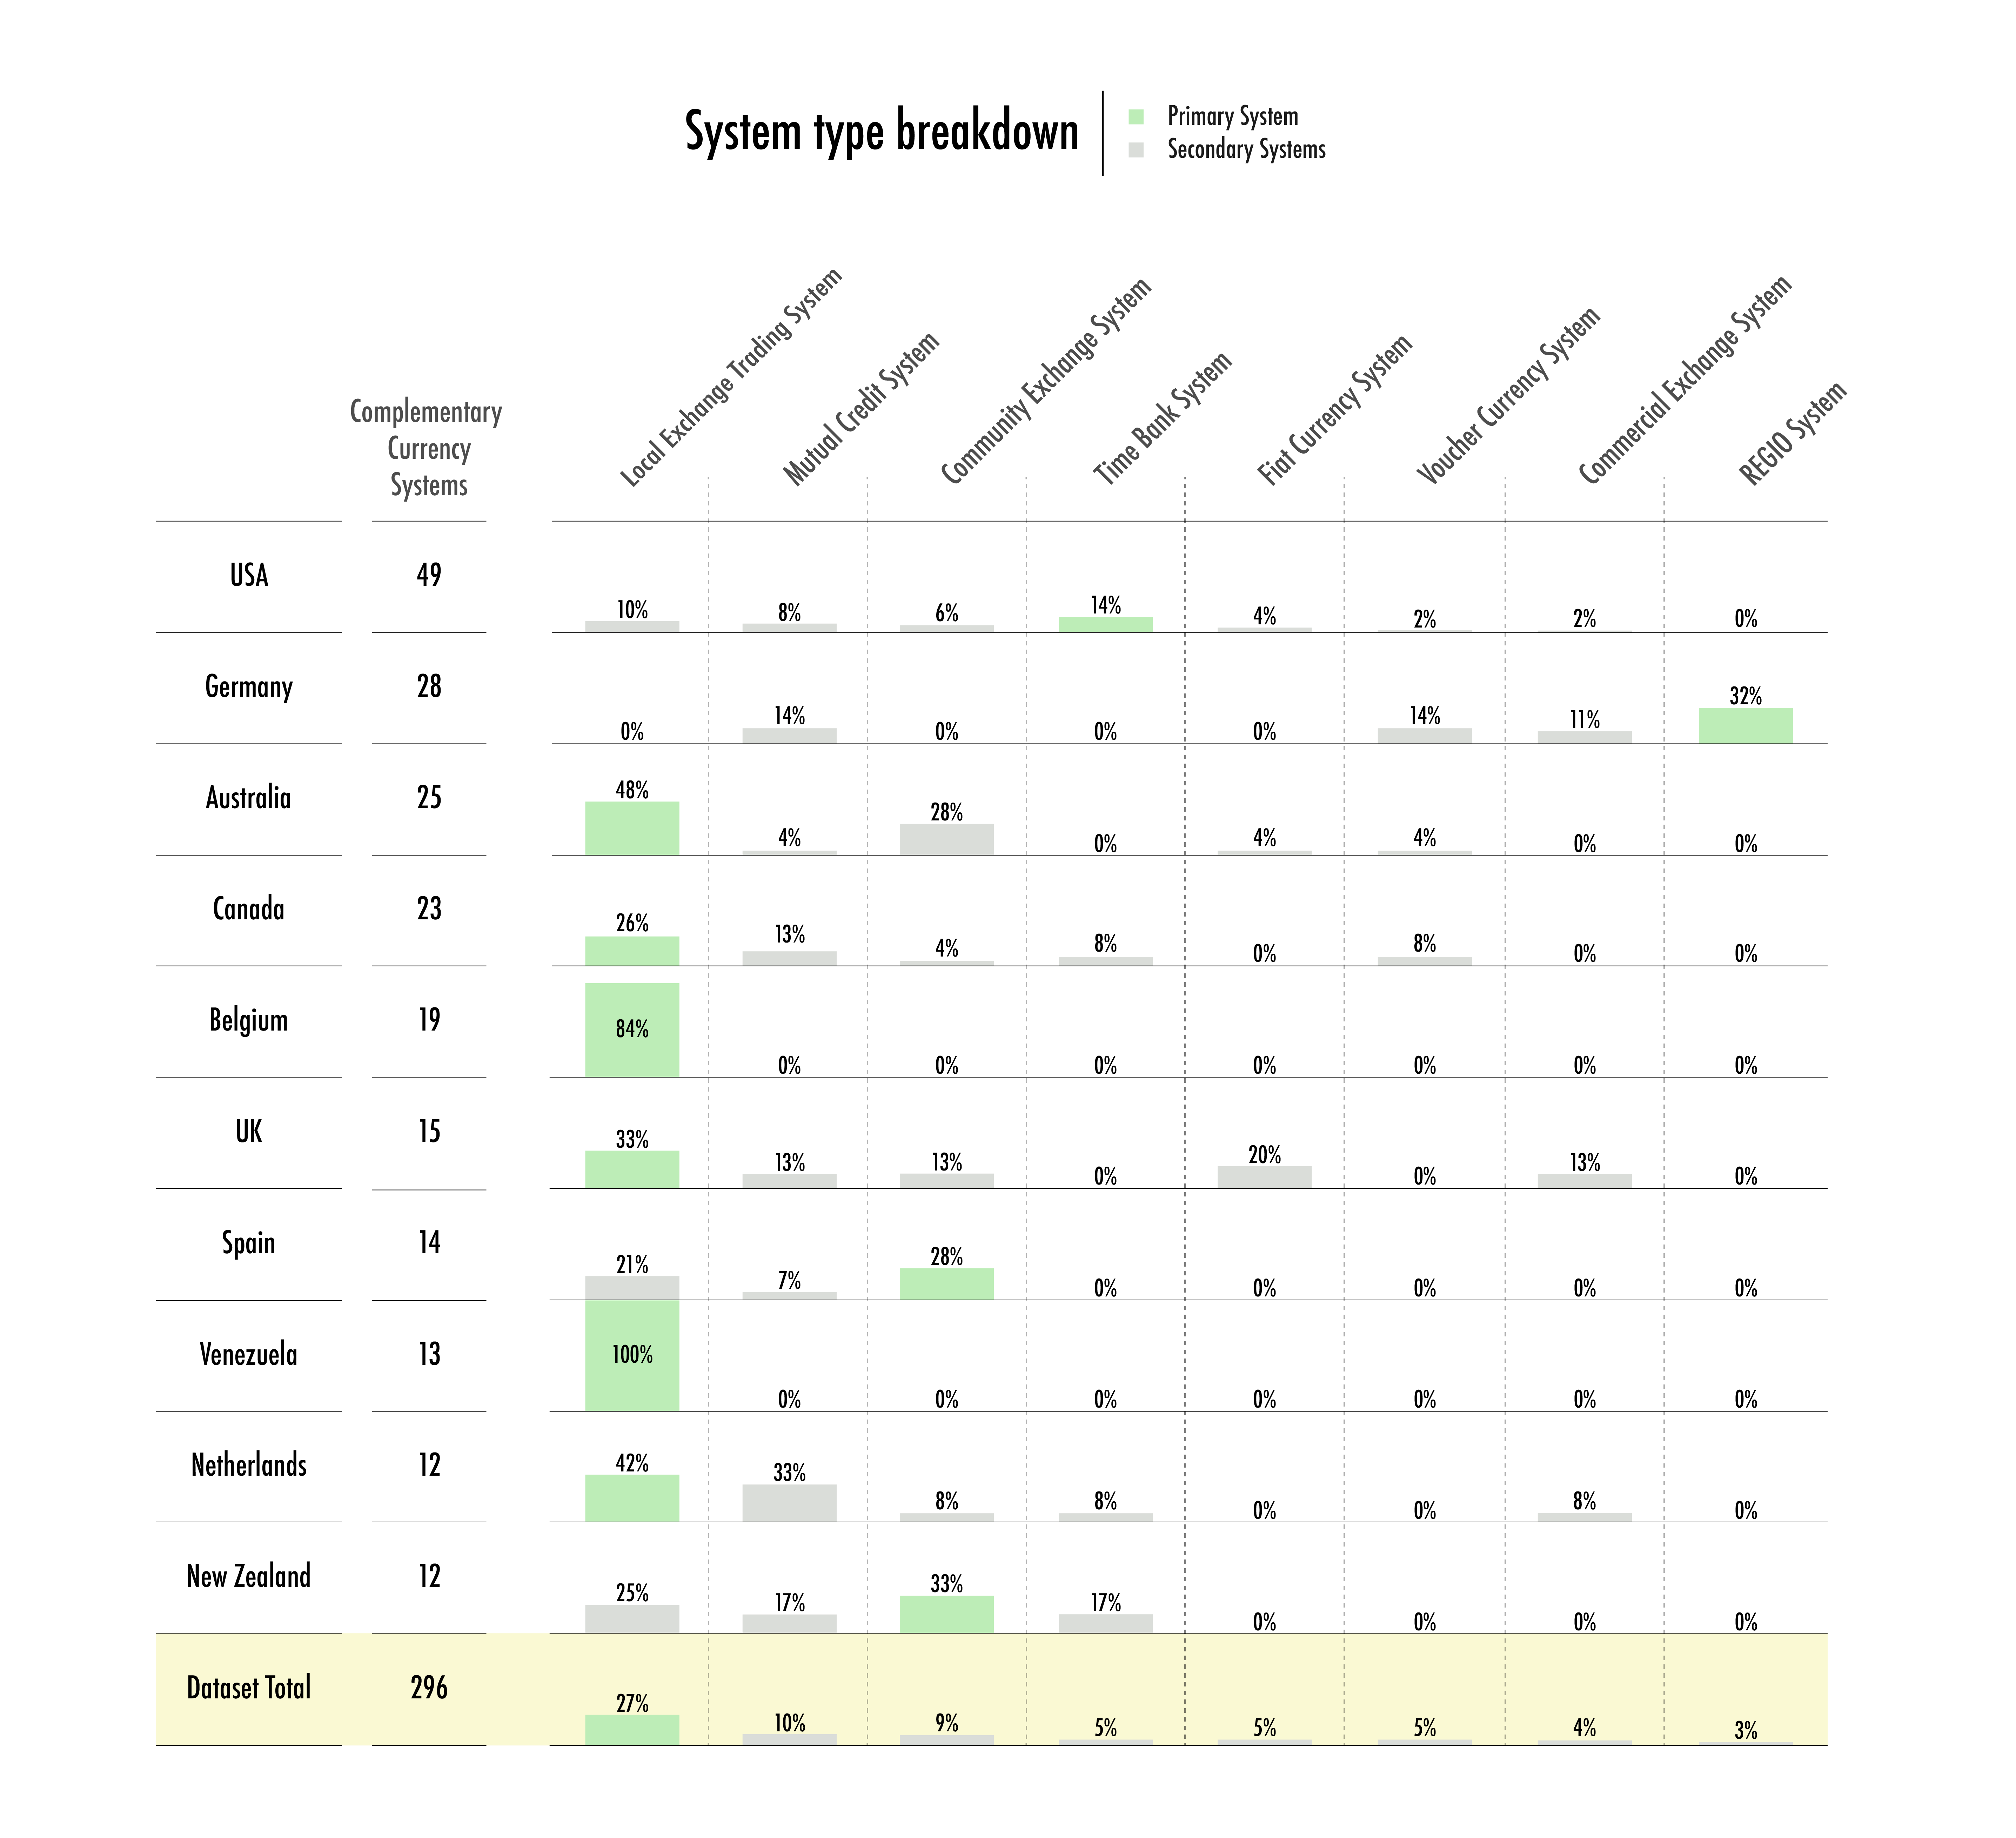 System type breakdown
Primary System
Secondary Systems
Complementary
Currency
Systems
Local Exchange Trading System
Mutual Credit System
Community Exchange System
Time Bank System
Fiat Currency System
Voucher Currency System
Commercial Exchange System
REGIO System
USA 49 10% 8% 6% 14% 4% 2% 2% 0%
Germany 28 0% 14% 0% 0% 0% 14% 11% 32%
Australia 25 48% 4% 28% 0% 4% 4% 0% 0%
Canada 23 26% 13% 4% 8% 0% 8% 0% 0%
Belgium 19 84% 0% 0% 0% 0% 0% 0% 0%
UK 15 33% 13% 13% 0% 20% 0% 13% 0%
Spain 14 21% 7% 28% 0% 0% 0% 0% 0%
Venezuela 13 100% 0% 0% 0% 0% 0% 0% 0%
Netherlands 12 42% 33% 8% 8% 0% 0% 8% 0%
New Zealand 12 25% 17% 33% 17% 0% 0% 0% 0%
Dataset Total 296 27% 10% 9% 5% 5% 5% 4% 3%